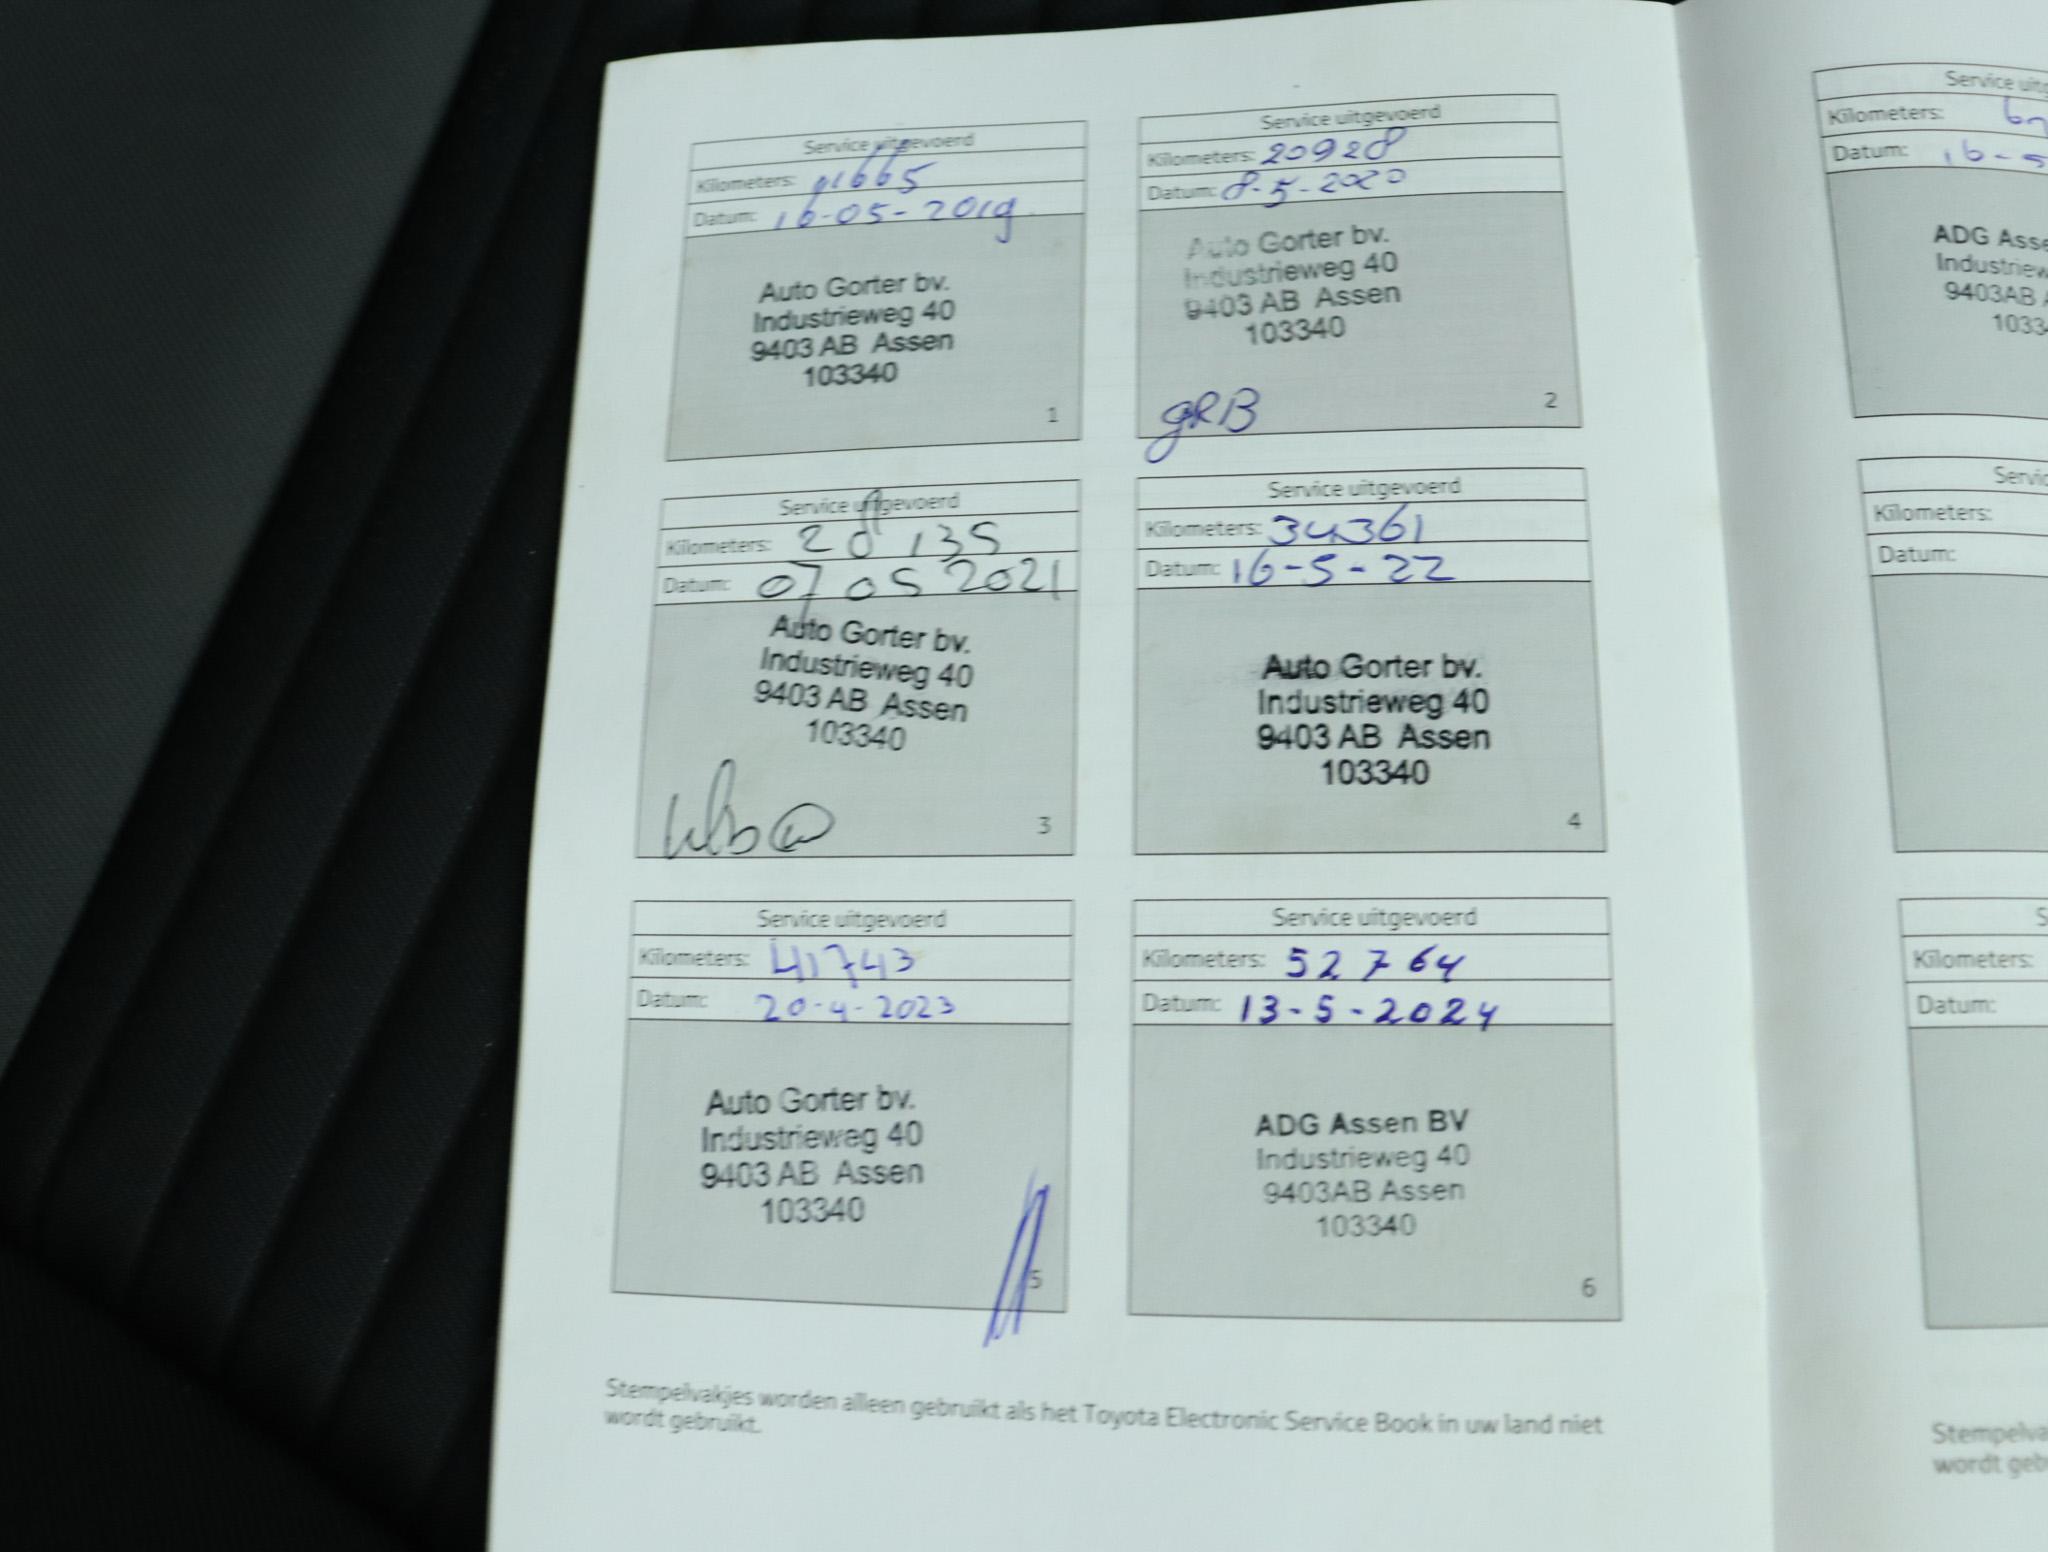 Service uitgevoerd
Kilometers: 11665
Datum: 16-05-2019
Auto Gorter bv.
Industrieweg 40
9403 AB Assen
103340
1
Service uitgevoerd
Kilometers: 20928
Datum: 8-5-2020
Auto Gorter bv.
Industrieweg 40
9403 AB Assen
103340
gRB
2
Service uitgevoerd
Kilometers: 28135
Datum: 07 05 2021
Auto Gorter bv.
Industrieweg 40
9403 AB Assen
103340
3
Service uitgevoerd
Kilometers: 34361
Datum: 16-5-22
Auto Gorter bv.
Industrieweg 40
9403 AB Assen
103340
4
Service uitgevoerd
Kilometers: 41743
Datum: 20-4-2023
Auto Gorter bv.
Industrieweg 40
9403 AB Assen
103340
5
Service uitgevoerd
Kilometers: 52764
Datum: 13-5-2024
ADG Assen BV
Industrieweg 40
9403AB Assen
103340
6
Stempelvakjes worden alleen gebruikt als het Toyota Electronic Service Book in uw land niet
wordt gebruikt.
Service
Kilometers:
Datum: 16-5
ADG
9403AB
Kilometers:
Datum:
Kilometers:
Datum:
wordt